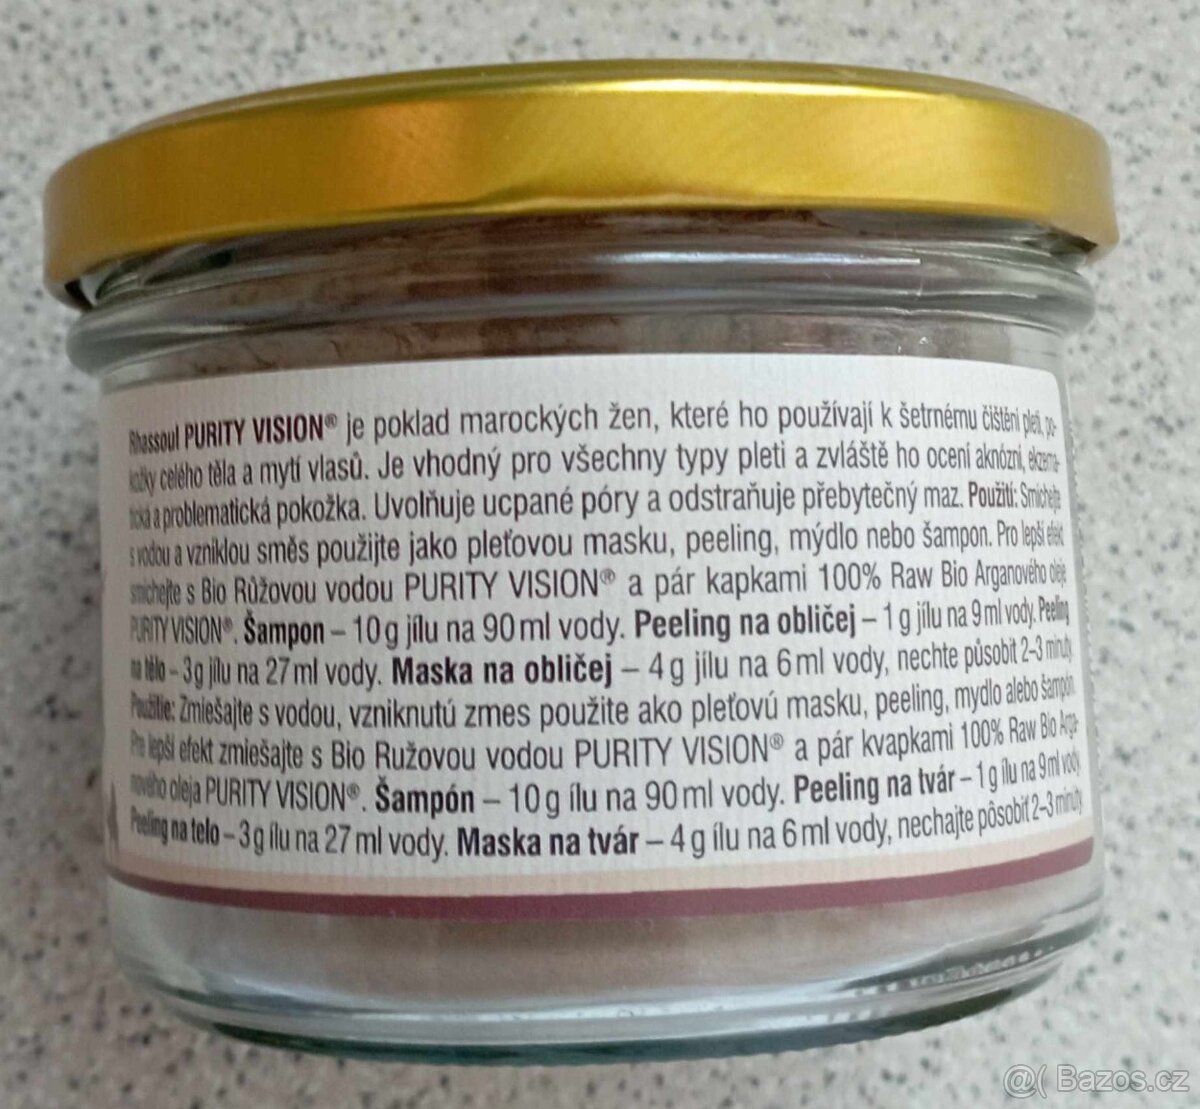 Rhassoul PURITY VISION® je poklad marockých žen, které ho používají k šetrnému čištění pleti, po-
kožky celého těla a mytí vlasů. Je vhodný pro všechny typy pleti a zvláště ho ocení aknózní, ekzema-
tická a problematická pokožka. Uvolňuje ucpané póry a odstraňuje přebytečný maz. Použití: Smíchejte
s vodou a vzniklou směs použijte jako pleťovou masku, peeling, mýdlo nebo šampon. Pro lepší efekt
smíchejte s Bio Růžovou vodou PURITY VISION® a pár kapkami 100% Raw Bio Arganového oleje
PURITY VISION®. Šampon – 10 g jílu na 90 ml vody. Peeling na obličej – 1 g jílu na 9 ml vody. Peeling
na tělo – 3g jílu na 27 ml vody. Maska na obličej – 4 g jílu na 6 ml vody, nechte působit 2–3 minuty.
Použitie: Zmiešajte s vodou, vzniknutú zmes použite ako pleťovú masku, peeling, mydlo alebo šampón.
Pre lepší efekt zmiešajte s Bio Ružovou vodou PURITY VISION® a pár kvapkami 100% Raw Bio Arga-
nového oleja PURITY VISION®. Šampón – 10 g ílu na 90 ml vody. Peeling na tvár – 1 g ílu na 9 ml vody.
Peeling na telo – 3 g ílu na 27 ml vody. Maska na tvár – 4 g ílu na 6 ml vody, nechajte pôsobiť 2–3 minuty.
@( Bazos.cz